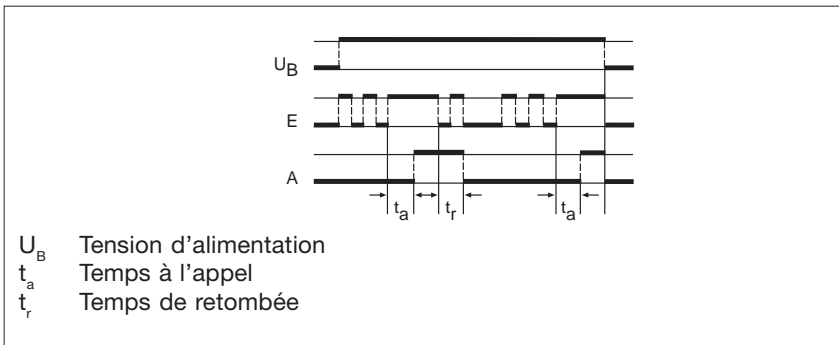 U_B
E
A
t_a t_r t_a
U_B Tension d'alimentation
t_a Temps à l'appel
t_r Temps de retombée